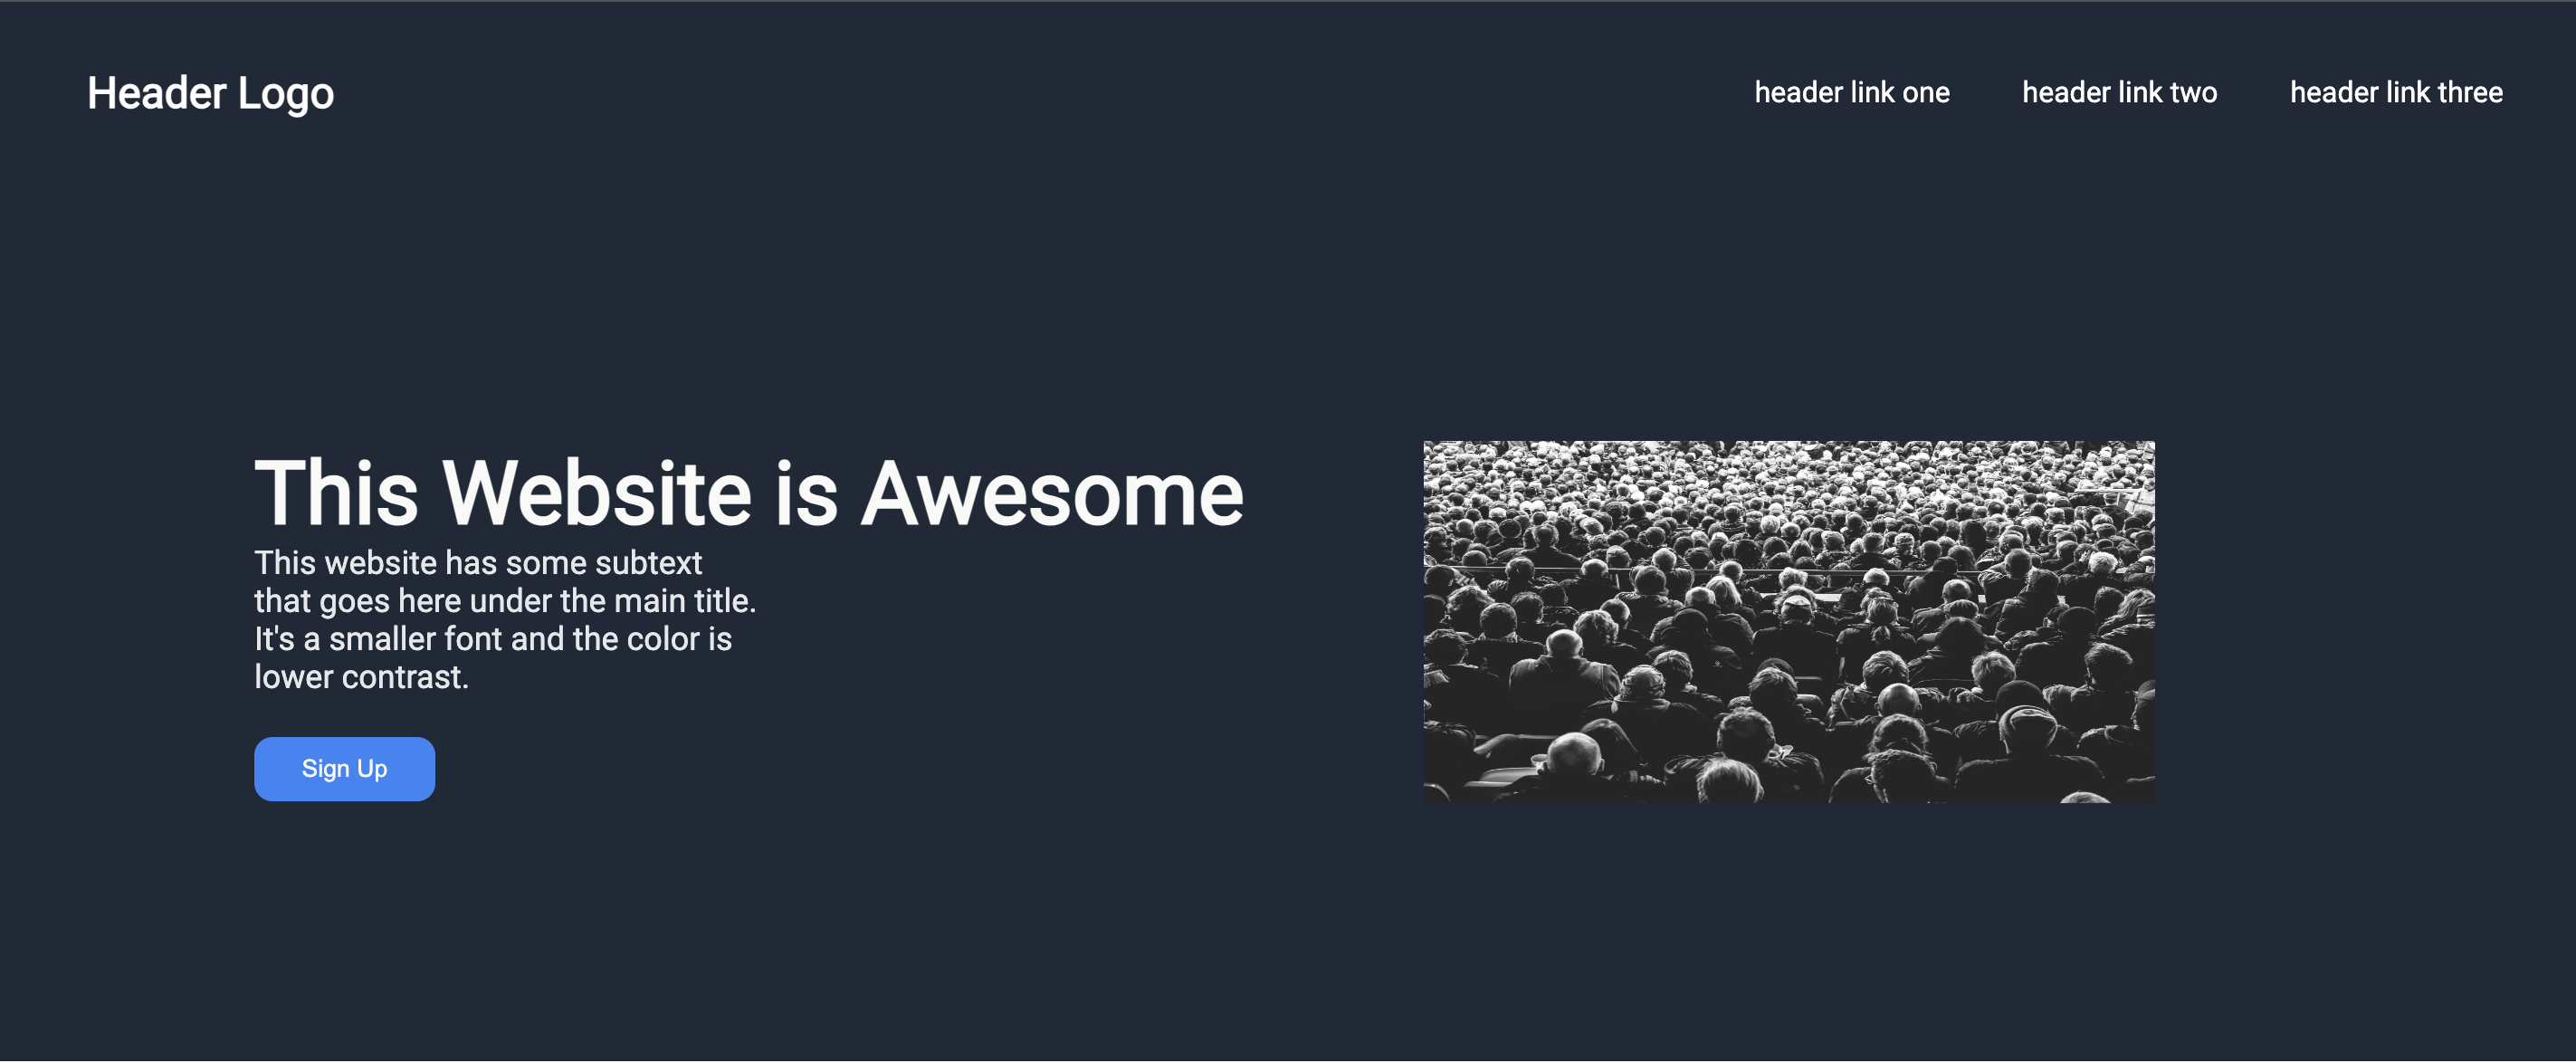 Header Logo
header link one
header link two
header link three
This Website is Awesome
This website has some subtext
that goes here under the main title.
It's a smaller font and the color is
lower contrast.
Sign Up